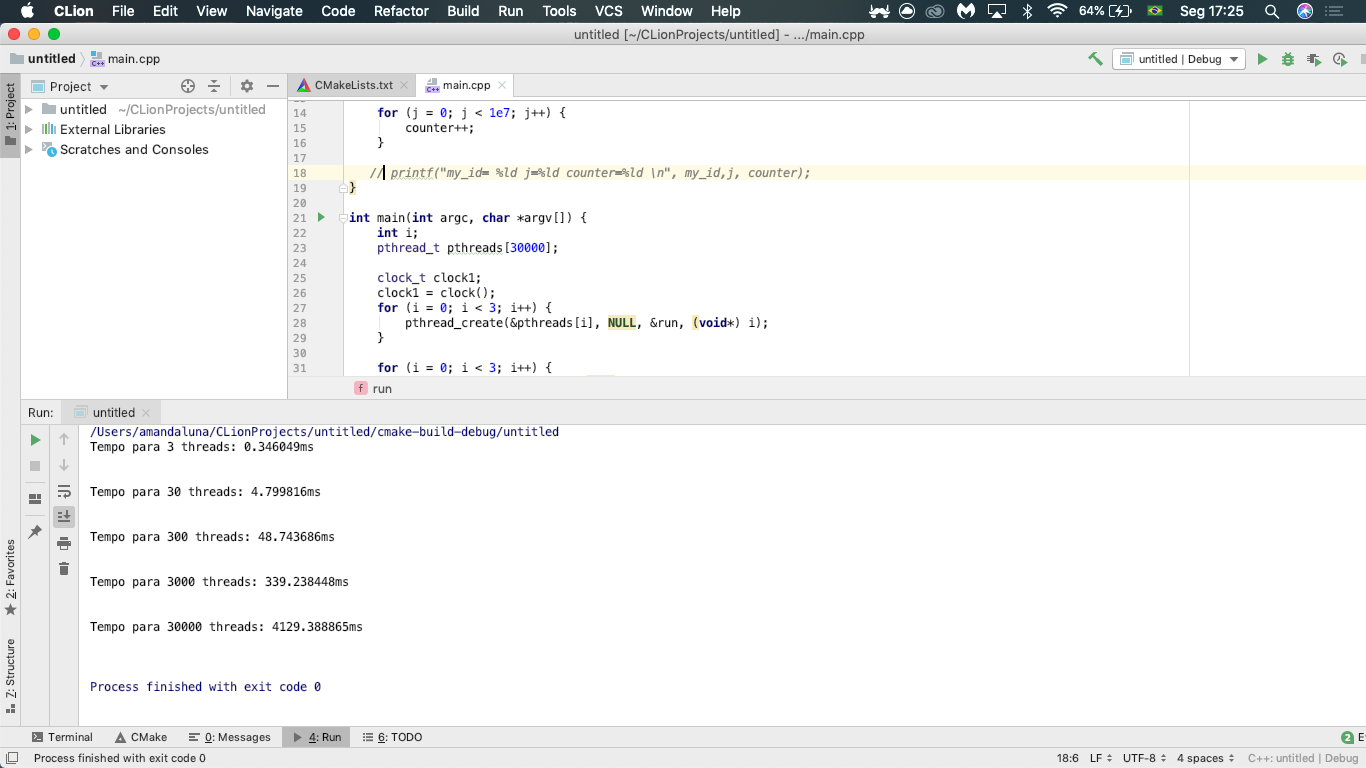 CLion File Edit View Navigate Code Refactor Build Run Tools VCS Window Help 64% Seg 17:25
untitled [~/CLionProjects/untitled] - .../main.cpp
untitled main.cpp untitled | Debug
1: Project
Project
CMakeLists.txt main.cpp
untitled ~/CLionProjects/untitled
External Libraries
Scratches and Consoles
14 for (j = 0; j < 1e7; j++) {
15 counter++;
16 }
17
18 // printf("my_id= %ld j=%ld counter=%ld \n", my_id,j, counter);
19 }
20
21 int main(int argc, char *argv[]) {
22 int i;
23 pthread_t pthreads[30000];
24
25 clock_t clock1;
26 clock1 = clock();
27 for (i = 0; i < 3; i++) {
28 pthread_create(&pthreads[i], NULL, &run, (void*) i);
29 }
30
31 for (i = 0; i < 3; i++) {
f run
Run: untitled
/Users/amandaluna/CLionProjects/untitled/cmake-build-debug/untitled
Tempo para 3 threads: 0.346049ms
Tempo para 30 threads: 4.799816ms
Tempo para 300 threads: 48.743686ms
Tempo para 3000 threads: 339.238448ms
Tempo para 30000 threads: 4129.388865ms
Process finished with exit code 0
2: Favorites
7: Structure
Terminal CMake 0: Messages 4: Run 6: TODO 2 E
Process finished with exit code 0 18:6 LF UTF-8 4 spaces C++: untitled | Debug